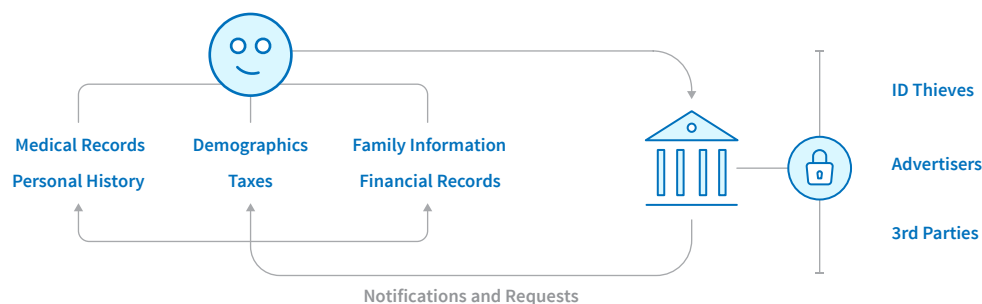 Medical Records
Personal History
Demographics
Taxes
Family Information
Financial Records
ID Thieves
Advertisers
3rd Parties
Notifications and Requests